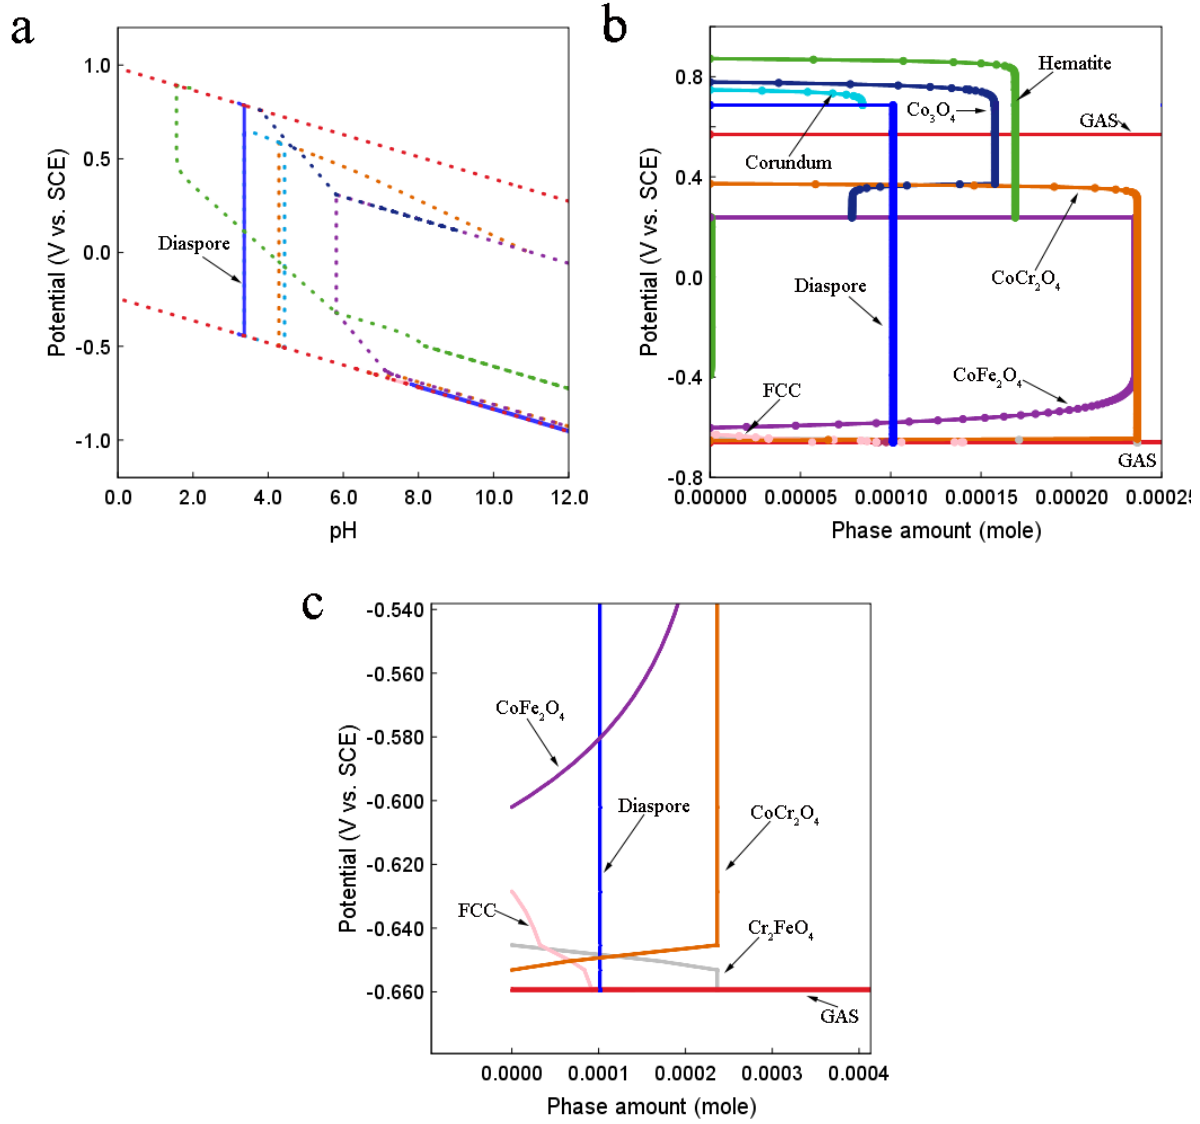 a
Potential (V vs. SCE)
1.0
0.5
0.0
-0.5
-1.0
Diaspore
0.0 2.0 4.0 6.0 8.0 10.0 12.0
pH
b
Potential (V vs. SCE)
0.8
0.4
0.0
-0.4
-0.8
Hematite
Co₃O₄
GAS
Corundum
CoCr₂O₄
Diaspore
CoFe₂O₄
FCC
GAS
0.00000 0.00005 0.00010 0.00015 0.00020 0.00025
Phase amount (mole)
c
Potential (V vs. SCE)
-0.540
-0.560
-0.580
-0.600
-0.620
-0.640
-0.660
CoFe₂O₄
Diaspore
CoCr₂O₄
FCC
Cr₂FeO₄
GAS
0.0000 0.0001 0.0002 0.0003 0.0004
Phase amount (mole)